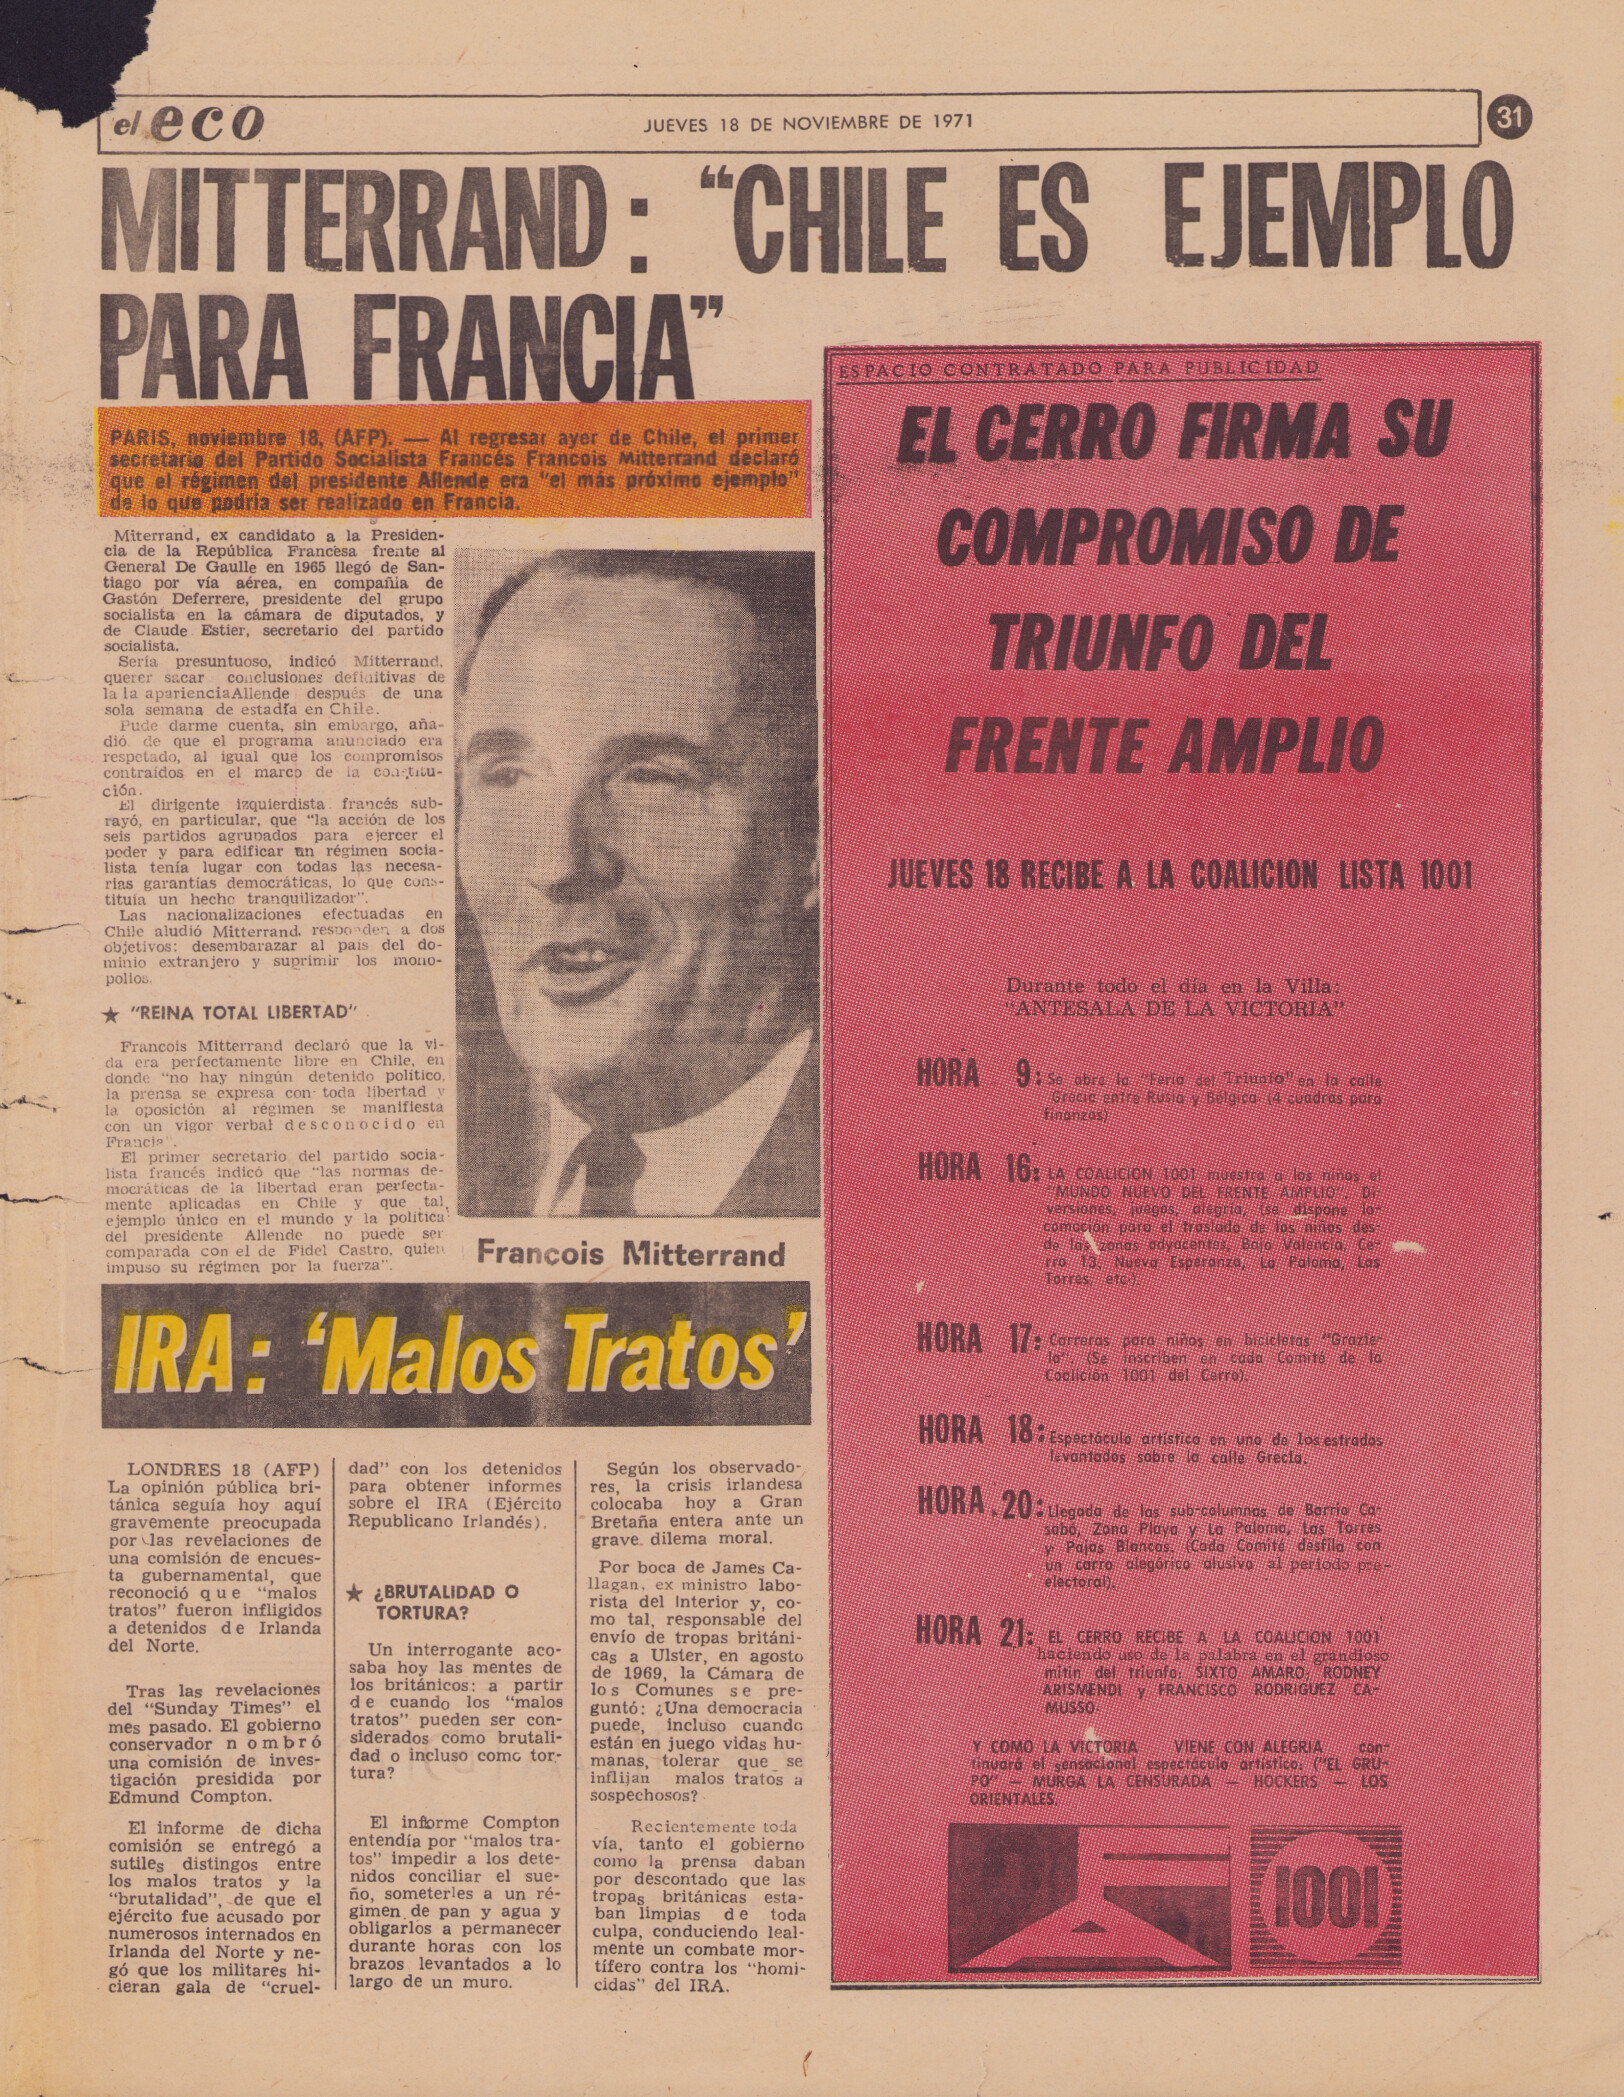 el eco
JUEVES 18 DE NOVIEMBRE DE 1971
31
MITTERRAND: “CHILE ES EJEMPLO
PARA FRANCIA”
PARIS, noviembre 18, (AFP). — Al regresar ayer de Chile, el primer
secretario del Partido Socialista Francés Francois Mitterrand declaró
que el régimen del presidente Allende era "el más próximo ejemplo"
de lo que podría ser realizado en Francia.
Miterrand, ex candidato a la Presiden-
cia de la República Francesa frente al
General De Gaulle en 1965 llegó de San-
tiago por vía aérea, en compañia de
Gastón Deferrere, presidente del grupo
socialista en la cámara de diputados, y
de Claude Estier, secretario del partido
socialista.
Sería presuntuoso, indicó Mitterrand,
querer sacar conclusiones definitivas de
la la aparienciaAllende después de una
sola semana de estadía en Chile.
Pude darme cuenta, sin embargo, aña-
dió de que el programa anunciado era
respetado, al igual que los compromisos
contraídos en el marco de la constitu-
ción.
El dirigente izquierdista francés sub-
rayó, en particular, que "la acción de los
seis partidos agrupados para ejercer el
poder y para edificar un régimen socia-
lista tenía lugar con todas las necesa-
rias garantías democráticas, lo que cons-
tituía un hecho tranquilizador".
Las nacionalizaciones efectuadas en
Chile aludió Mitterrand, responden a dos
objetivos: desembarazar al país del do-
minio extranjero y suprimir los mono-
polios.
★ "REINA TOTAL LIBERTAD"
Francois Mitterrand declaró que la vi-
da era perfectamente libre en Chile, en
donde "no hay ningún detenido político,
la prensa se expresa con toda libertad y
la oposición al régimen se manifiesta
con un vigor verbal desconocido en
Francia".
El primer secretario del partido socia-
lista francés indicó que "las normas de-
mocráticas de la libertad eran perfecta-
mente aplicadas en Chile y que tal
ejemplo único en el mundo y la política
del presidente Allende no puede ser
comparada con el de Fidel Castro, quien
impuso su régimen por la fuerza".
François Mitterrand
IRA: ‘Malos Tratos’
LONDRES 18 (AFP)
La opinión pública bri-
tánica seguía hoy aquí
gravemente preocupada
por las revelaciones de
una comisión de encues-
ta gubernamental, que
reconoció que "malos
tratos" fueron infligidos
a detenidos de Irlanda
del Norte.
Tras las revelaciones
del "Sunday Times" el
mes pasado. El gobierno
conservador nombró
una comisión de inves-
tigación presidida por
Edmund Compton.
El informe de dicha
comisión se entregó a
sutiles distingos entre
los malos tratos y la
"brutalidad", de que el
ejército fue acusado por
numerosos internados en
Irlanda del Norte y ne-
gó que los militares hi-
cieran gala de "cruel-
dad" con los detenidos
para obtener informes
sobre el IRA (Ejército
Republicano Irlandés).
★ ¿BRUTALIDAD O
TORTURA?
Un interrogante aco-
saba hoy las mentes de
los británicos: a partir
de cuando los "malos
tratos" pueden ser con-
siderados como brutali-
dad o incluso como tor-
tura?
El informe Compton
entendía por "malos tra-
tos" impedir a los dete-
nidos conciliar el sue-
ño, someterles a un ré-
gimen de pan y agua y
obligarlos a permanecer
durante horas con los
brazos levantados a lo
largo de un muro.
Según los observado-
res, la crisis irlandesa
colocaba hoy a Gran
Bretaña entera ante un
grave dilema moral.
Por boca de James Ca-
llagan, ex ministro labo-
rista del Interior y, co-
mo tal, responsable del
envío de tropas británi-
cas a Ulster, en agosto
de 1969, la Cámara de
los Comunes se pre-
guntó: ¿Una democracia
puede, incluso cuando
están en juego vidas hu-
manas, tolerar que se
inflijan malos tratos a
sospechosos?
Recientemente toda
vía, tanto el gobierno
como la prensa daban
por descontado que las
tropas británicas esta-
ban limpias de toda
culpa, conduciendo leal-
mente un combate mor-
tífero contra los "homi-
cidas" del IRA.
ESPACIO CONTRATADO PARA PUBLICIDAD
EL CERRO FIRMA SU
COMPROMISO DE
TRIUNFO DEL
FRENTE AMPLIO
JUEVES 18 RECIBE A LA COALICION LISTA 1001
Durante todo el día en la Villa:
"ANTESALA DE LA VICTORIA"
HORA 9: Se abre la "Feria del Triunfo" en la calle
Grecia entre Rusia y Bélgica (4 cuadras para
finanzas)
HORA 16: LA COALICION 1001 muestra a los niños el
"MUNDO NUEVO DEL FRENTE AMPLIO". Di-
versiones, juegos, alegría, (se dispone lo-
comoción para el traslado de los niños des-
de las zonas adyacentes, Bajo Valencia, Ce-
rro 13, Nueva Esperanza, La Paloma, Las
Torres, etc).
HORA 17: Carreras para niños en bicicletas "Grazie-
la" (Se inscriben en cada Comité de la
Coalición 1001 del Cerro).
HORA 18: Espectáculo artístico en uno de los estrados
levantados sobre la calle Grecia.
HORA 20: Llegada de las sub-columnas de Barrio Ca-
sabó, Zona Playa y La Paloma, Las Torres
y Pajas Blancas. (Cada Comité desfila con
un carro alegórico alusivo al período pre-
electoral).
HORA 21: EL CERRO RECIBE A LA COALICION 1001
haciendo uso de la palabra en el grandioso
mitin del triunfo: SIXTO AMARO; RODNEY
ARISMENDI y FRANCISCO RODRIGUEZ CA-
MUSSO.
Y COMO LA VICTORIA VIENE CON ALEGRIA con-
tinuará el sensacional espectáculo artístico: ("EL GRU-
PO" — MURGA LA CENSURADA — HOCKERS — LOS
ORIENTALES.
1001